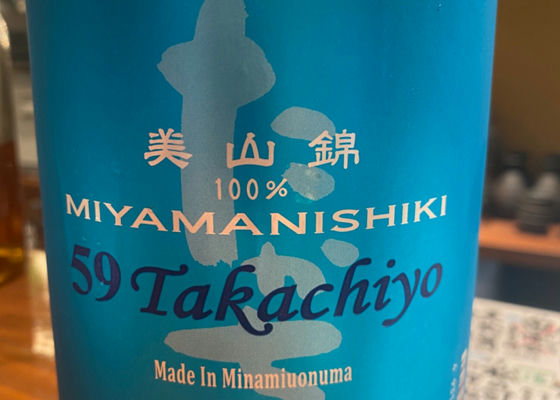 美山錦
100%
MIYAMANISHIKI
59 Takachiyo
Made In Minamiuonuma